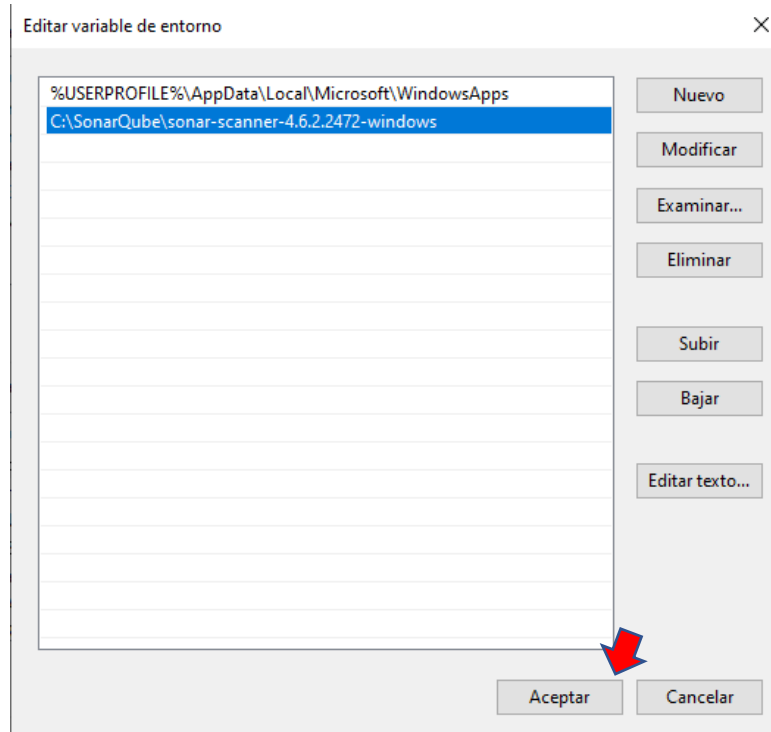 Editar variable de entorno
%USERPROFILE%\AppData\Local\Microsoft\WindowsApps
C:\SonarQube\sonar-scanner-4.6.2.2472-windows
Nuevo
Modificar
Examinar...
Eliminar
Subir
Bajar
Editar texto...
Aceptar
Cancelar